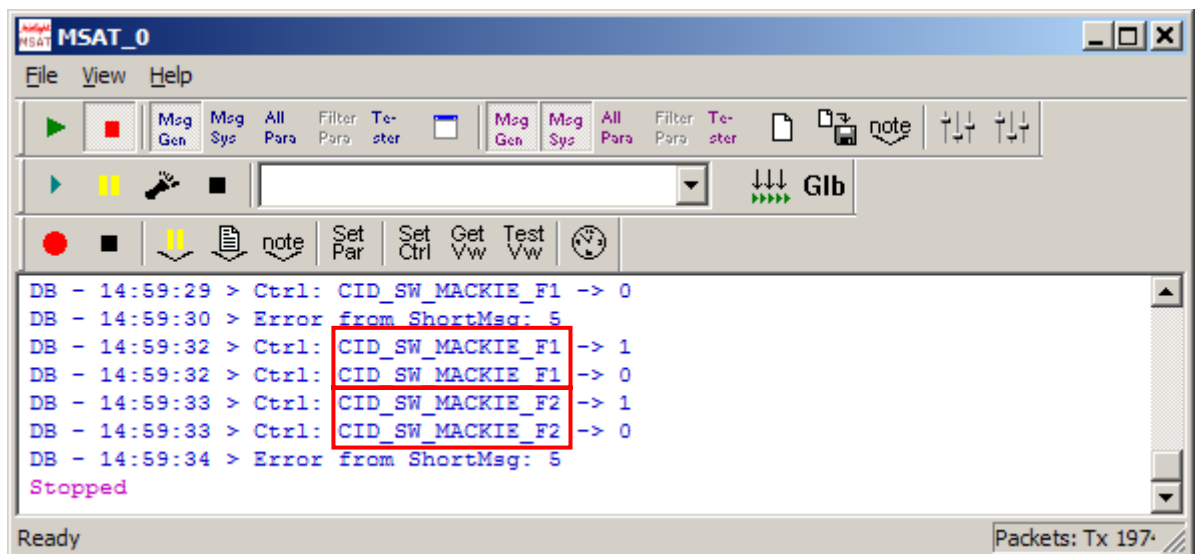 MSAT_0
File View Help
Msg Gen Msg Sys All Para Filter Para Te-ster Msg Gen Msg Sys All Para Filter Para Te-ster note
Glb
note Set Par Set Ctrl Get Vw Test Vw
DB - 14:59:29 > Ctrl: CID_SW_MACKIE_F1 -> 0
DB - 14:59:30 > Error from ShortMsg: 5
DB - 14:59:32 > Ctrl: CID_SW_MACKIE_F1 -> 1
DB - 14:59:32 > Ctrl: CID_SW_MACKIE_F1 -> 0
DB - 14:59:33 > Ctrl: CID_SW_MACKIE_F2 -> 1
DB - 14:59:33 > Ctrl: CID_SW_MACKIE_F2 -> 0
DB - 14:59:34 > Error from ShortMsg: 5
Stopped
Ready Packets: Tx 197